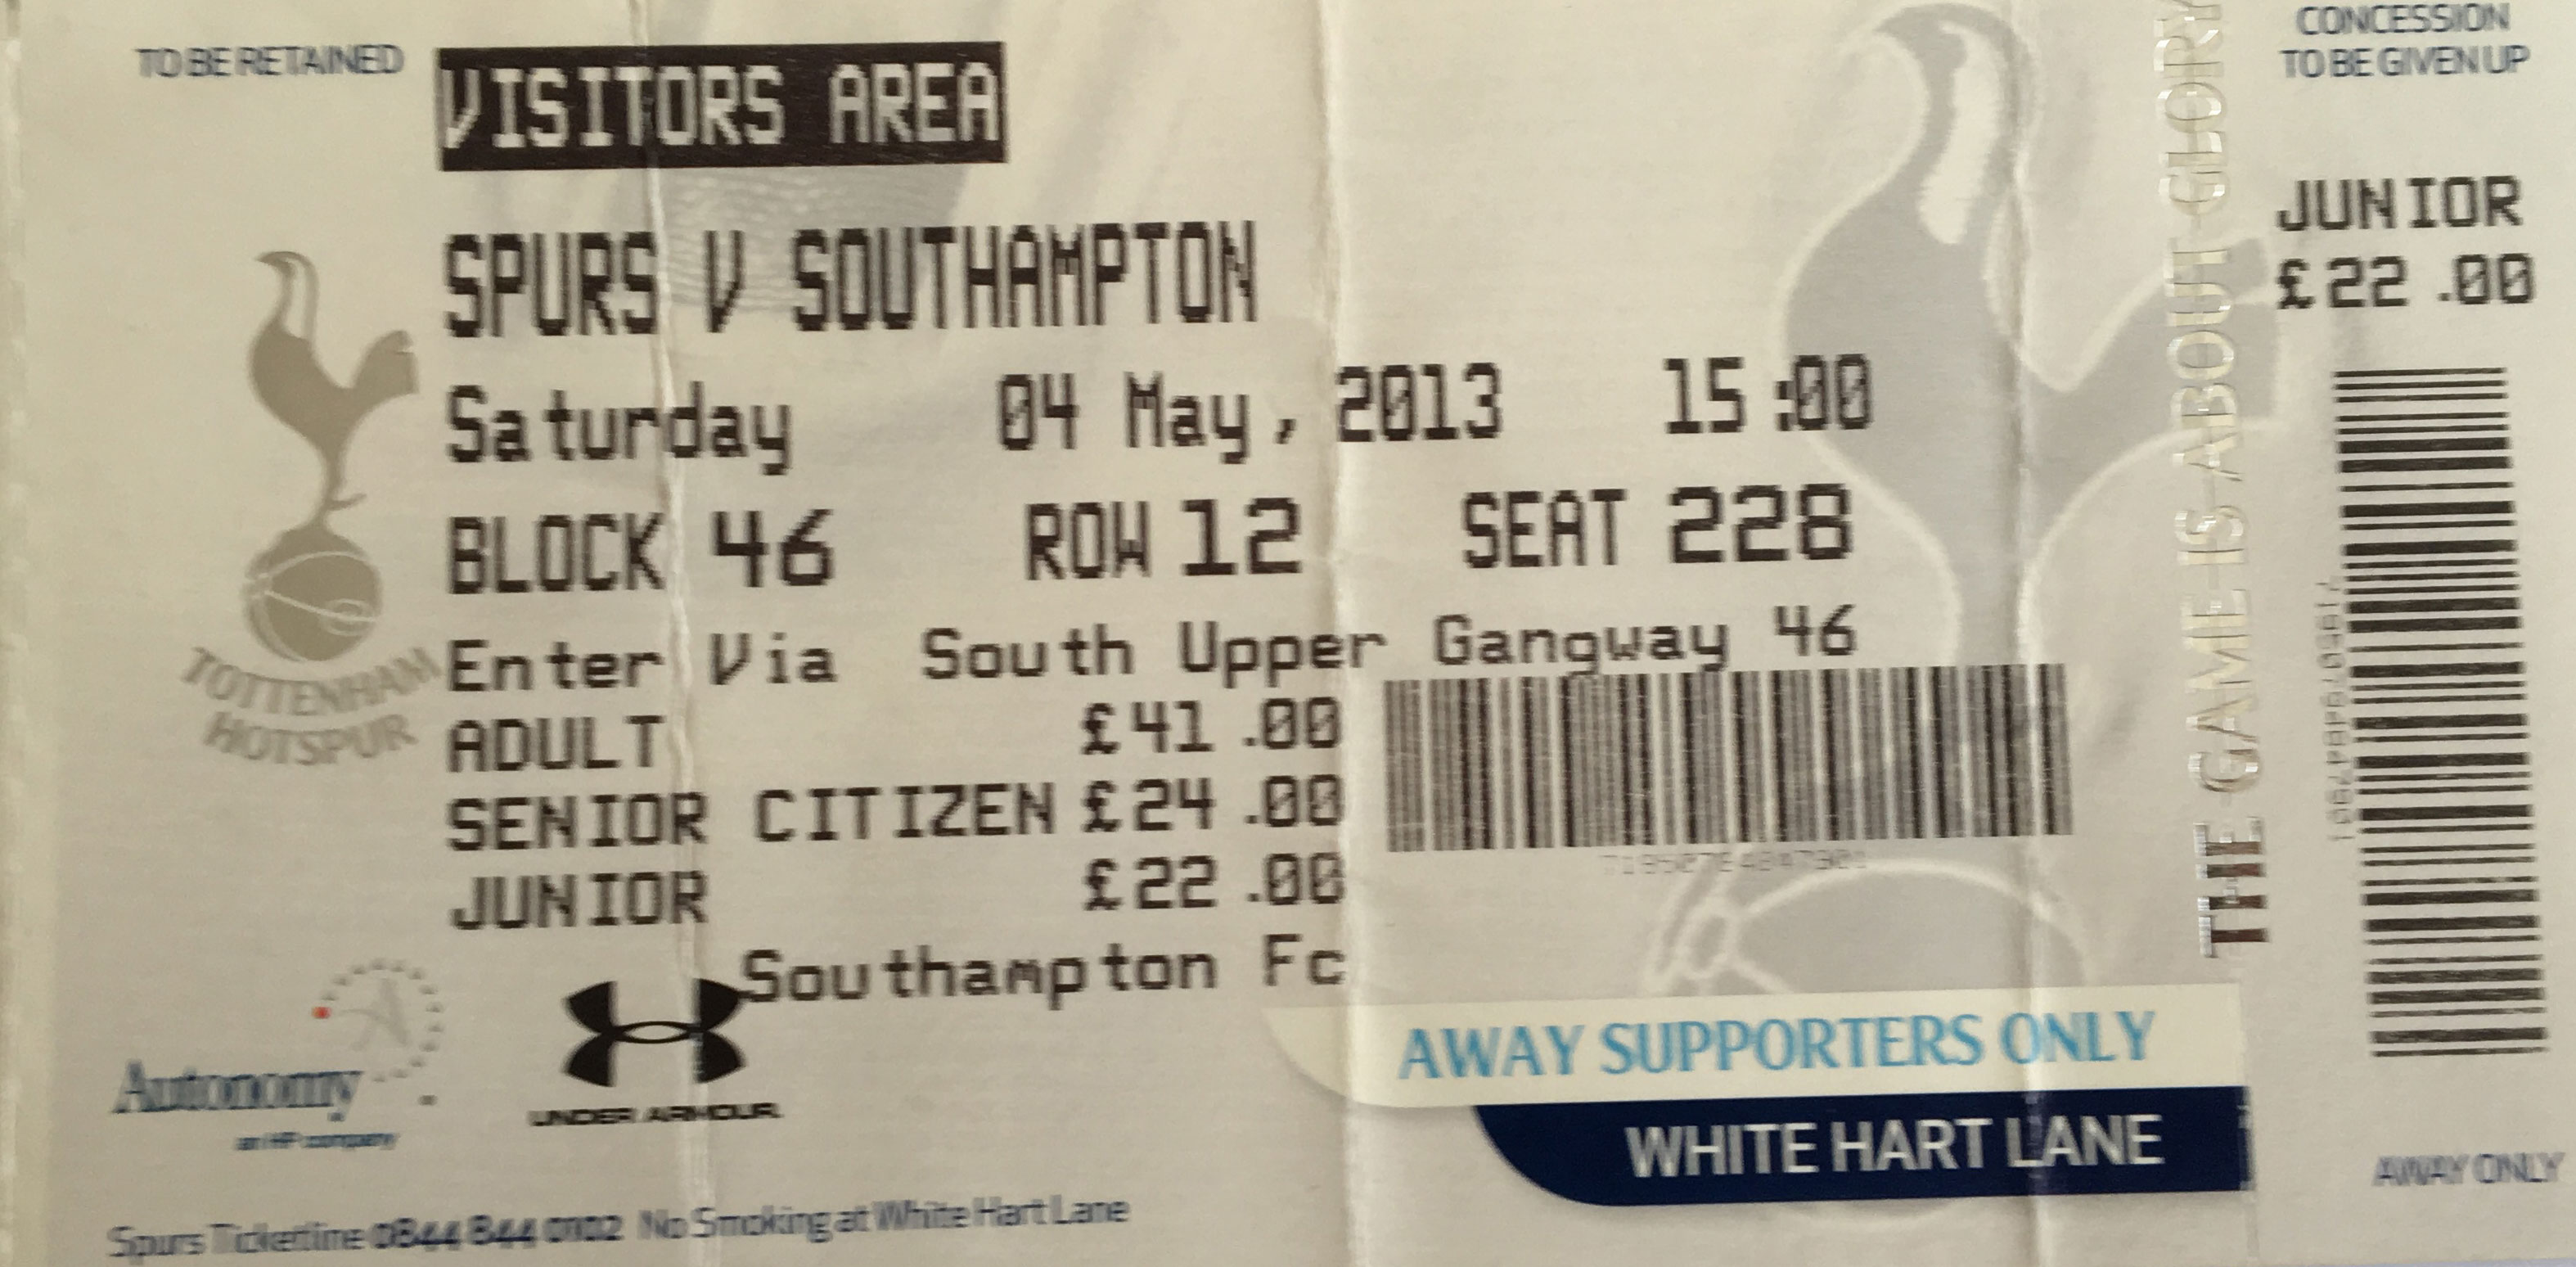 TO BE RETAINED
VISITORS AREA
SPURS V SOUTHAMPTON
Saturday 04 May, 2013 15:00
BLOCK 46 ROW 12 SEAT 228
Enter Via South Upper Gangway 46
ADULT £41.00
SENIOR CITIZEN £24.00
JUNIOR £22.00
Southampton Fc
TOTTENHAM
HOTSPUR
Autonomy
an HP company
UNDER ARMOUR
AWAY SUPPORTERS ONLY
WHITE HART LANE
Spurs Ticketline 0844 844 0102 No Smoking at White Hart Lane
THE GAME IS ABOUT GLORY
CONCESSION
TO BE GIVEN UP
JUNIOR
£22.00
AWAY ONLY